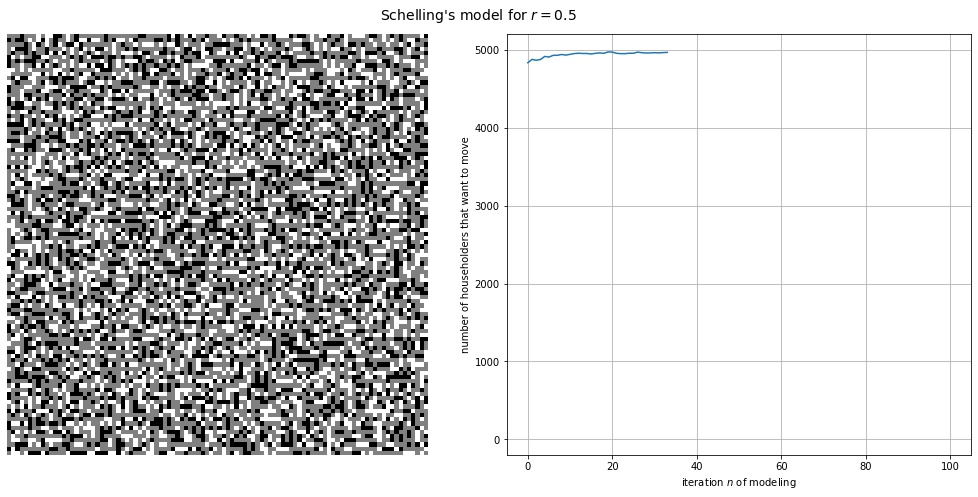 Schelling's model for r = 0.5
number of householders that want to move
5000
4000
3000
2000
1000
0
0 20 40 60 80 100
iteration n of modeling